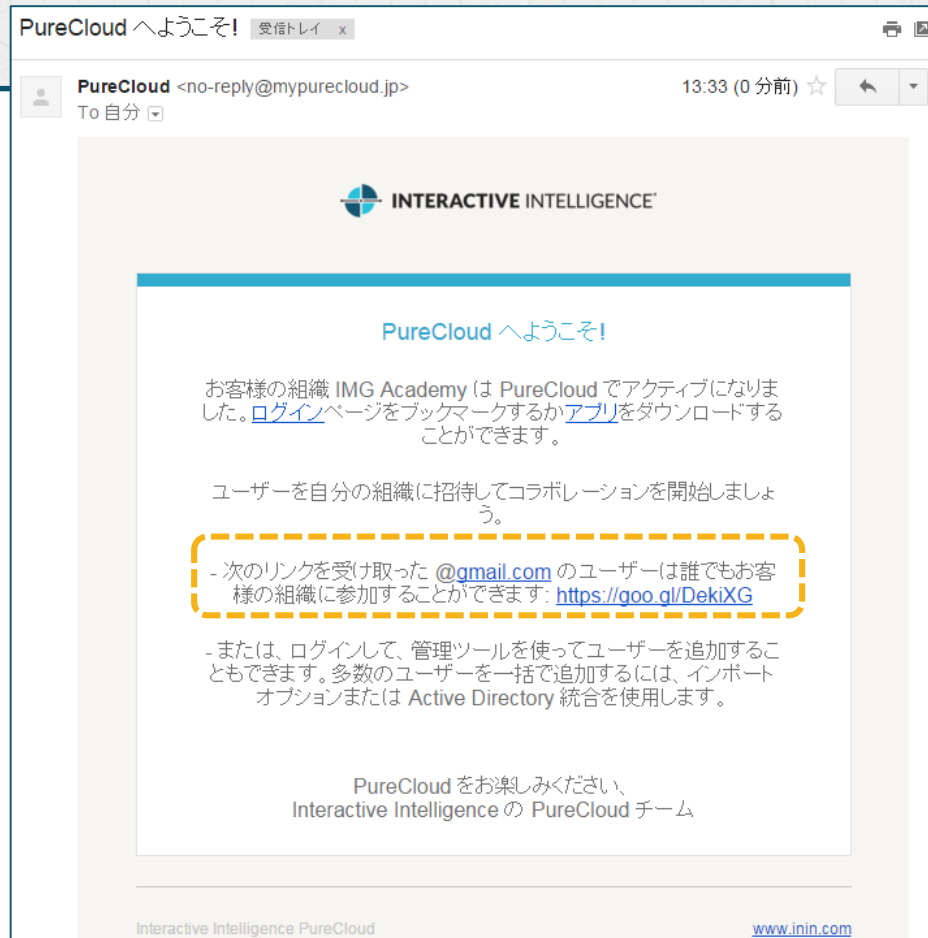 PureCloud へようこそ! 受信トレイ x
PureCloud <no-reply@mypurecloud.jp> 13:33 (0 分前)
To 自分
INTERACTIVE INTELLIGENCE
PureCloud へようこそ!
お客様の組織 IMG Academy は PureCloud でアクティブになりま
した。ログインページをブックマークするかアプリをダウンロードする
ことができます。
ユーザーを自分の組織に招待してコラボレーションを開始しましょ
う。
- 次のリンクを受け取った @gmail.com のユーザーは誰でもお客
様の組織に参加することができます: https://goo.gl/DekiXG
- または、ログインして、管理ツールを使ってユーザーを追加するこ
ともできます。多数のユーザーを一括で追加するには、インポート
オプションまたは Active Directory 統合を使用します。
PureCloud をお楽しみください、
Interactive Intelligence の PureCloud チーム
Interactive Intelligence PureCloud www.inin.com